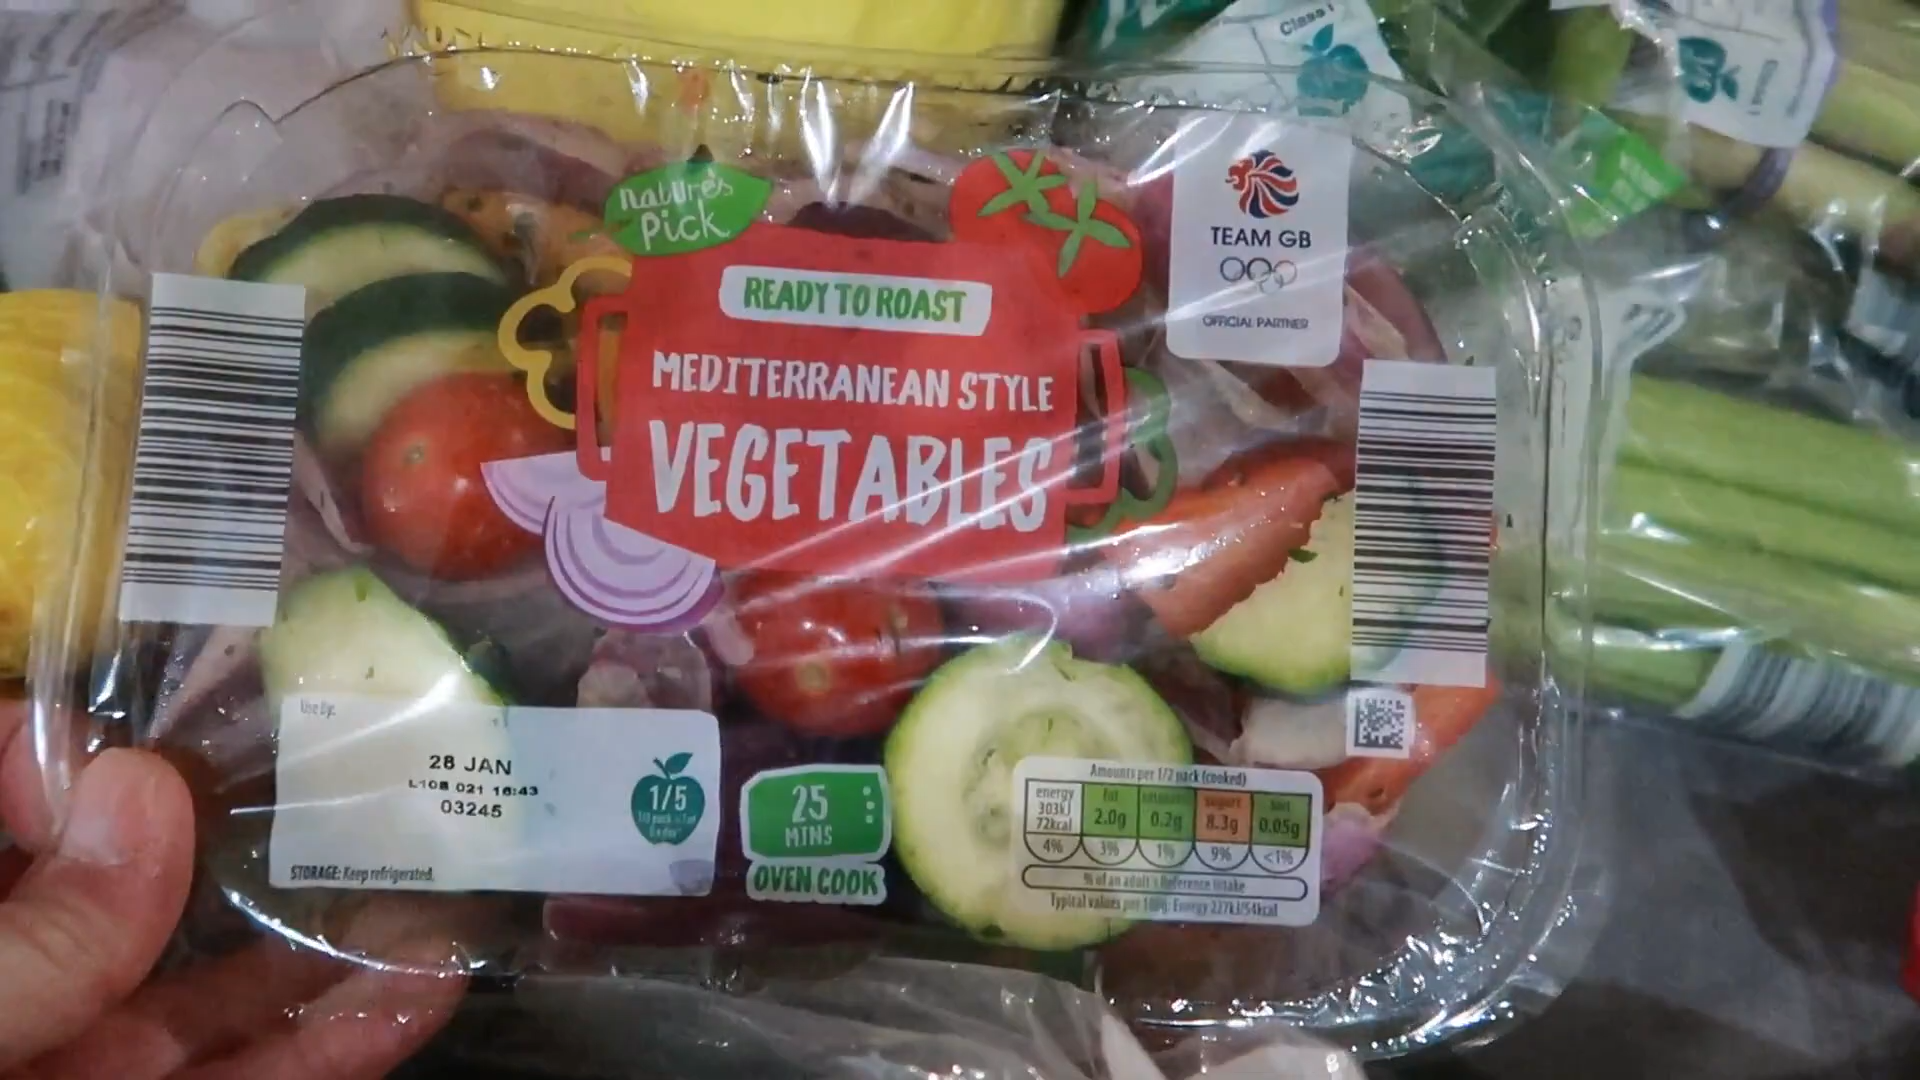 Class I
nature's
Pick
READY TO ROAST
MEDITERRANEAN STYLE
VEGETABLES
TEAM GB
OFFICIAL PARTNER
Use By:
28 JAN
L108 021 16:43
03245
STORAGE: Keep refrigerated.
1/5
25
MINS
OVEN COOK
Amounts per 1/2 pack (cooked)
energy fat saturates sugars salt
303kJ
72kcal 2.0g 0.2g 8.3g 0.05g
4% 3% 1% 9% <1%
% of an adult's Reference Intake
Typical values per 100g: Energy 227kJ/54kcal